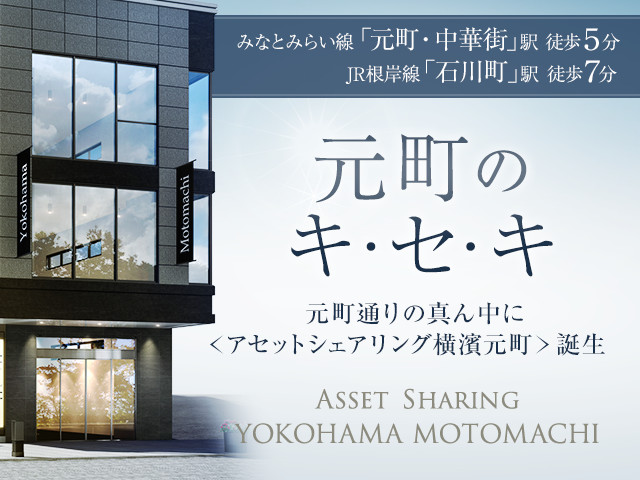 みなとみらい線「元町・中華街」駅 徒歩5分
JR根岸線「石川町」駅 徒歩7分
元町の
キ・セ・キ
元町通りの真ん中に
＜アセットシェアリング横濱元町＞誕生
ASSET SHARING
YOKOHAMA MOTOMACHI
Yokohama
Motomachi